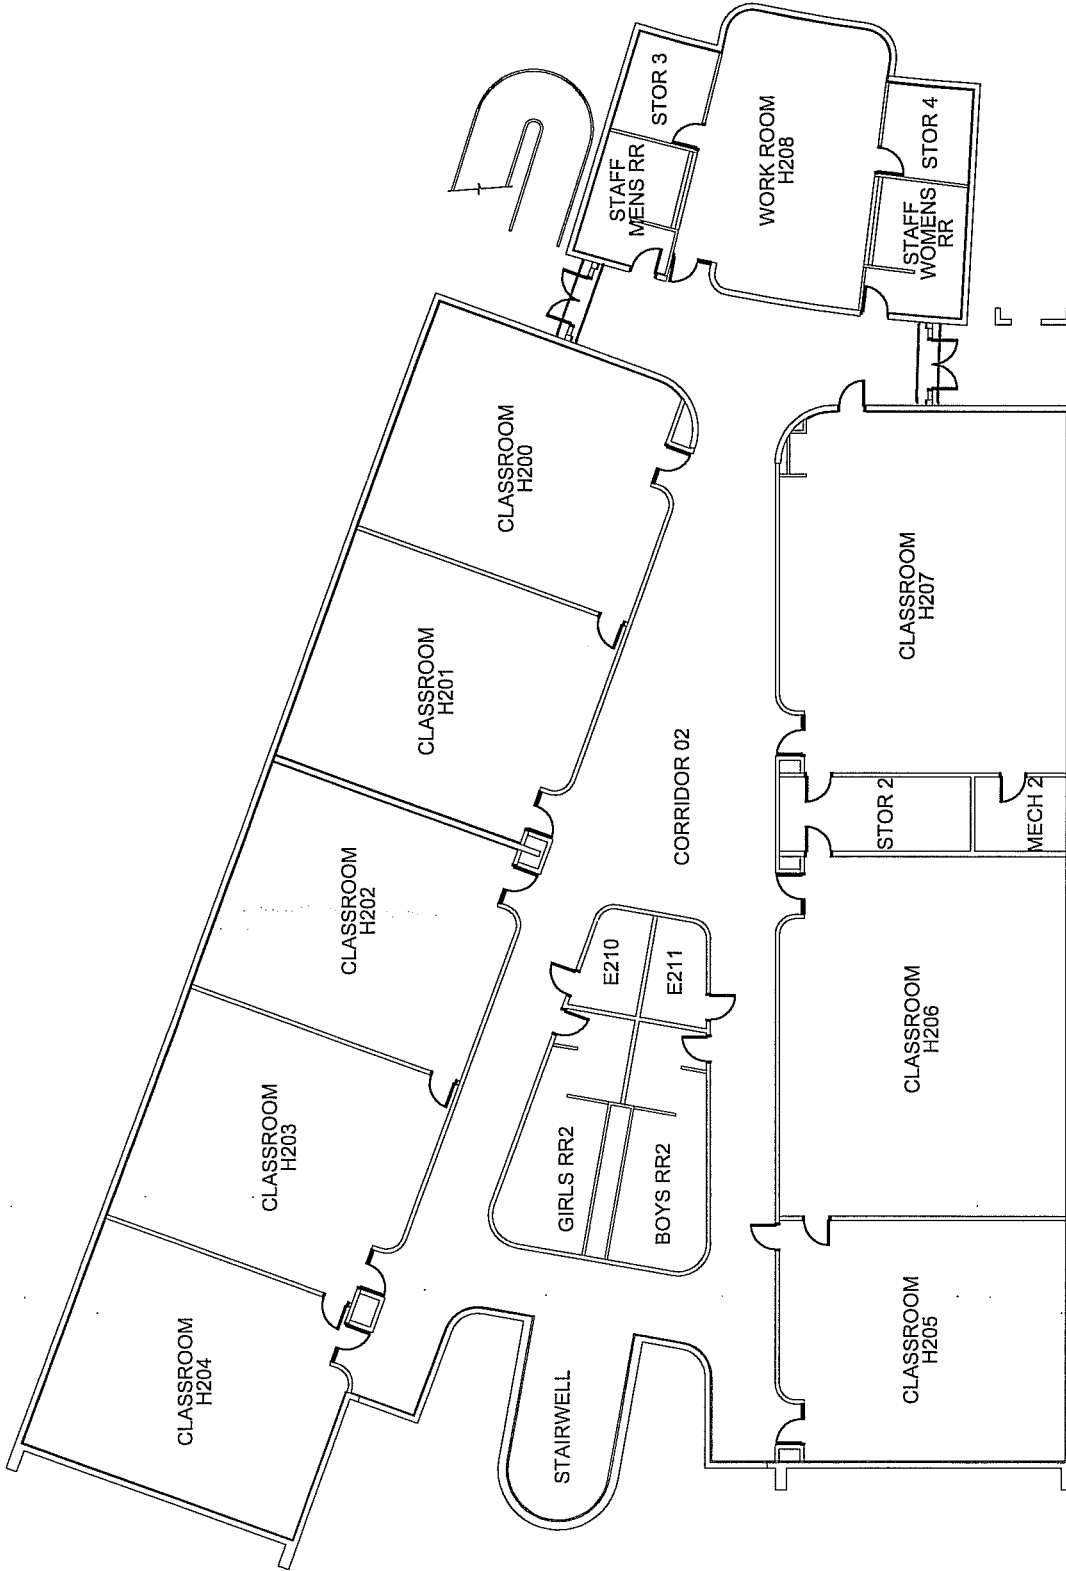 STOR 3
STAFF
MENS RR
WORK ROOM
H208
STOR 4
STAFF
WOMENS
RR
CLASSROOM
H200
CLASSROOM
H201
CLASSROOM
H202
CLASSROOM
H203
CLASSROOM
H204
CORRIDOR 02
E210
E211
GIRLS RR2
BOYS RR2
STAIRWELL
CLASSROOM
H207
STOR 2
MECH 2
CLASSROOM
H206
CLASSROOM
H205